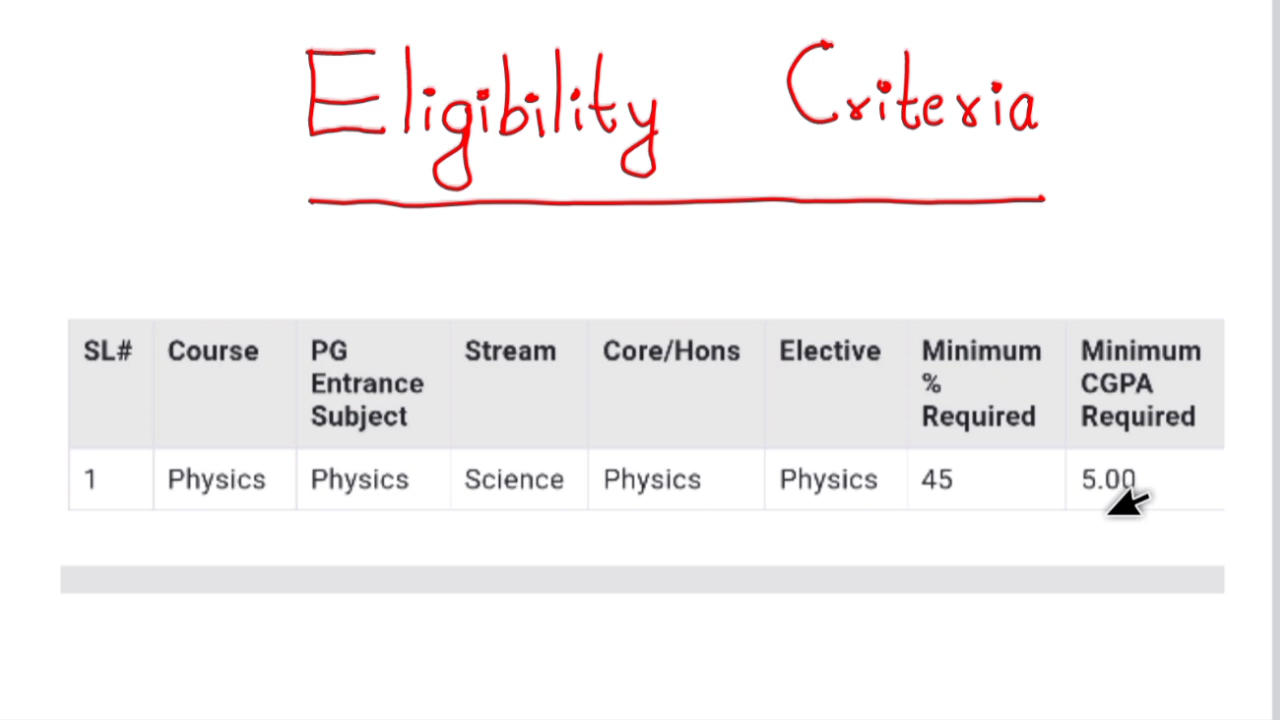 Eligibility Criteria
SL# Course PG Entrance Subject Stream Core/Hons Elective Minimum % Required Minimum CGPA Required
1 Physics Physics Science Physics Physics 45 5.00